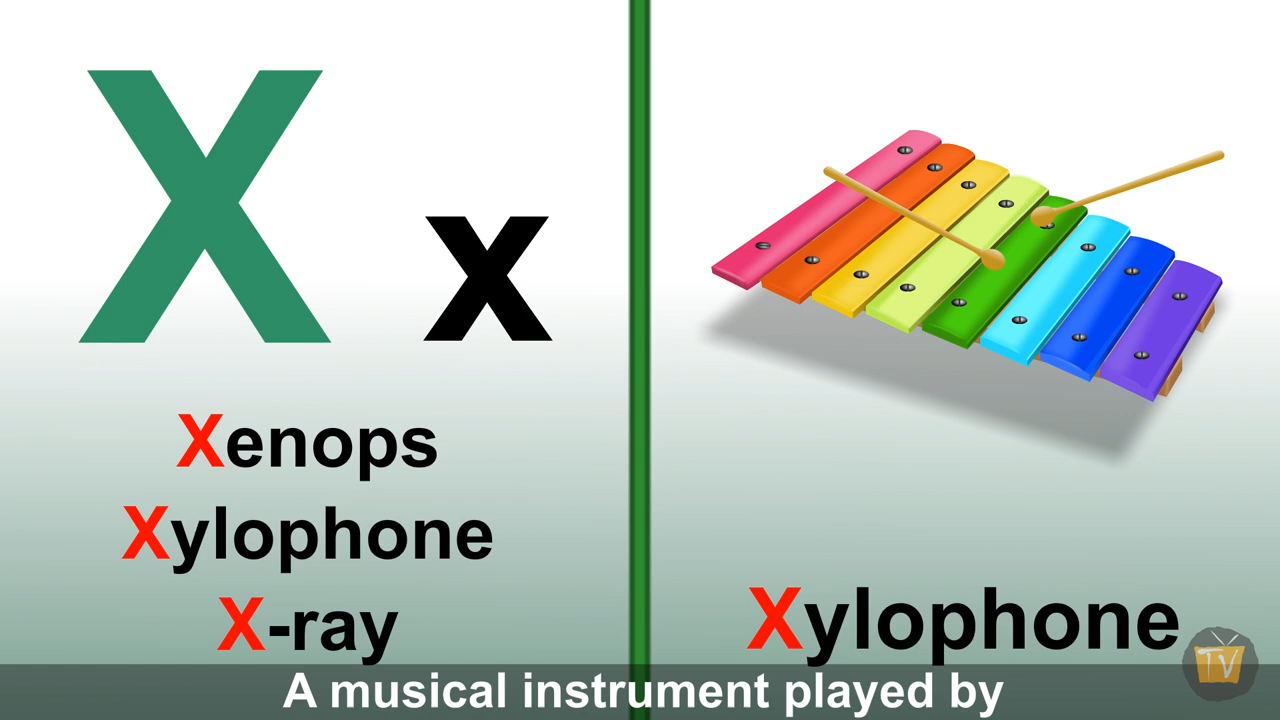 X x
Xenops
Xylophone
X-ray
Xylophone
TV
A musical instrument played by